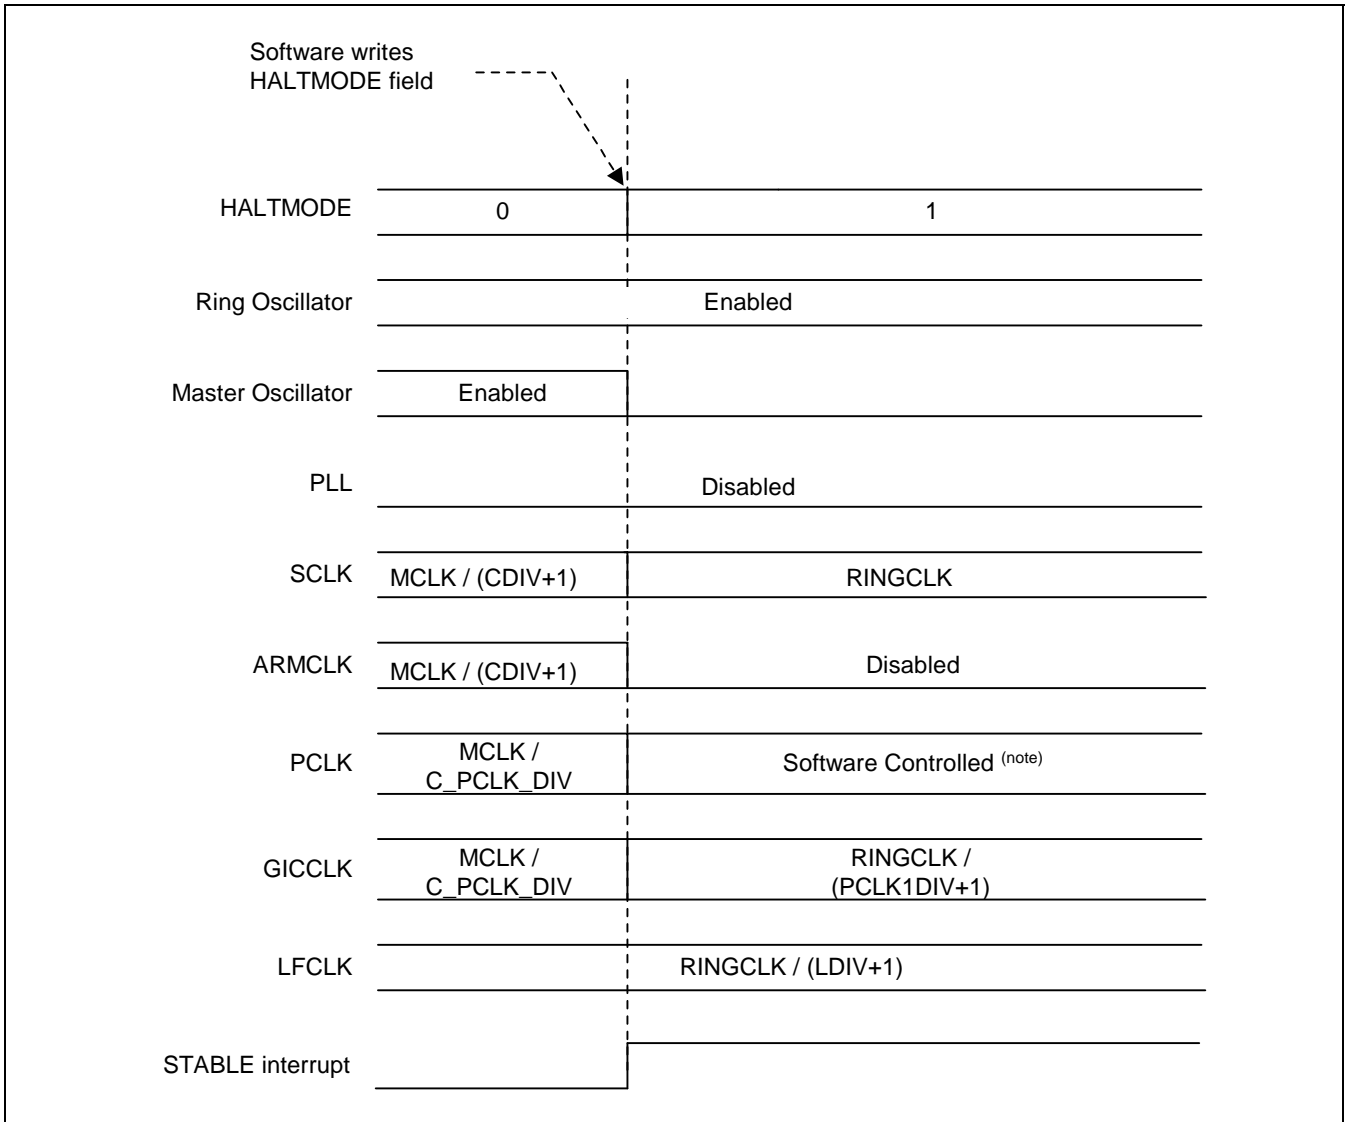 Software writes
HALTMODE field
HALTMODE
0
1
Ring Oscillator
Enabled
Master Oscillator
Enabled
PLL
Disabled
SCLK
MCLK / (CDIV+1)
RINGCLK
ARMCLK
MCLK / (CDIV+1)
Disabled
PCLK
MCLK /
C_PCLK_DIV
Software Controlled (note)
GICCLK
MCLK /
C_PCLK_DIV
RINGCLK /
(PCLK1DIV+1)
LFCLK
RINGCLK / (LDIV+1)
STABLE interrupt